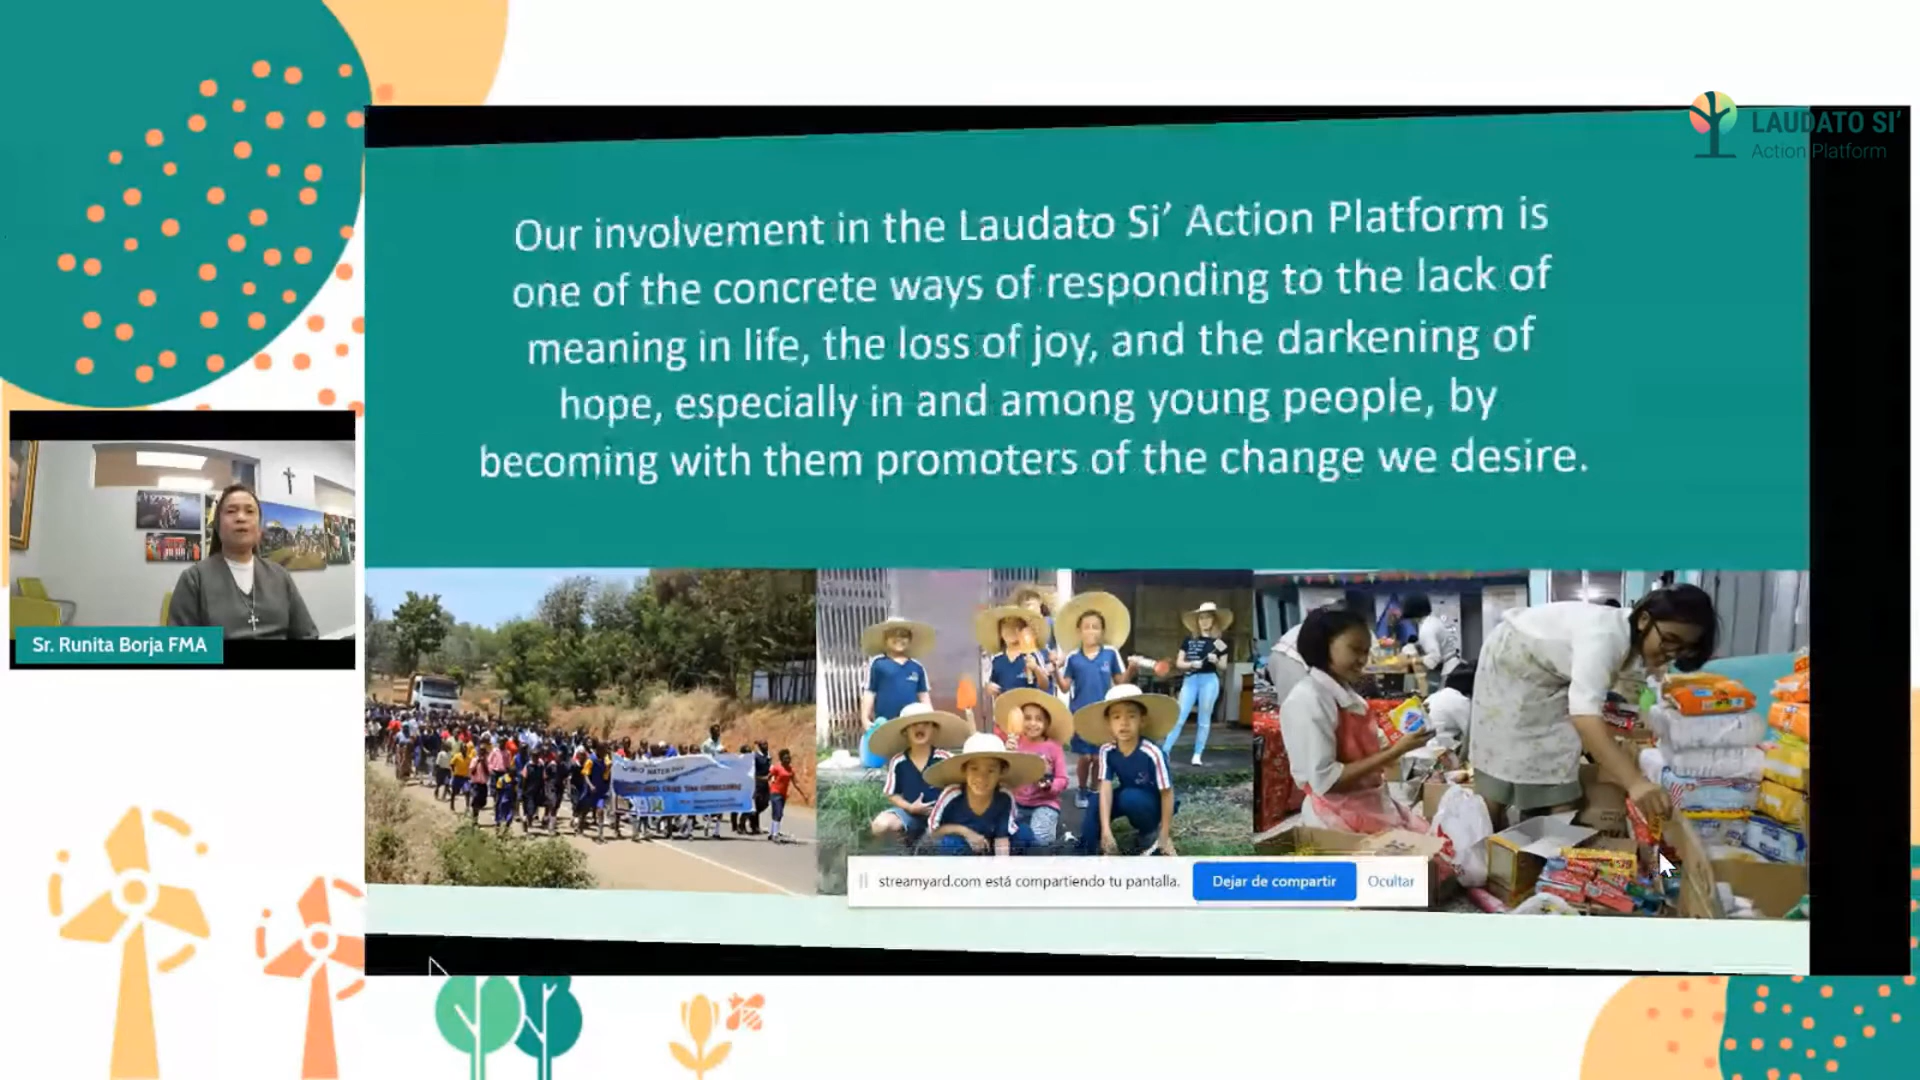 LAUDATO SI’
Action Platform
Our involvement in the Laudato Si’ Action Platform is
one of the concrete ways of responding to the lack of
meaning in life, the loss of joy, and the darkening of
hope, especially in and among young people, by
becoming with them promoters of the change we desire.
Sr. Runita Borja FMA
streamyard.com está compartiendo tu pantalla.
Dejar de compartir
Ocultar